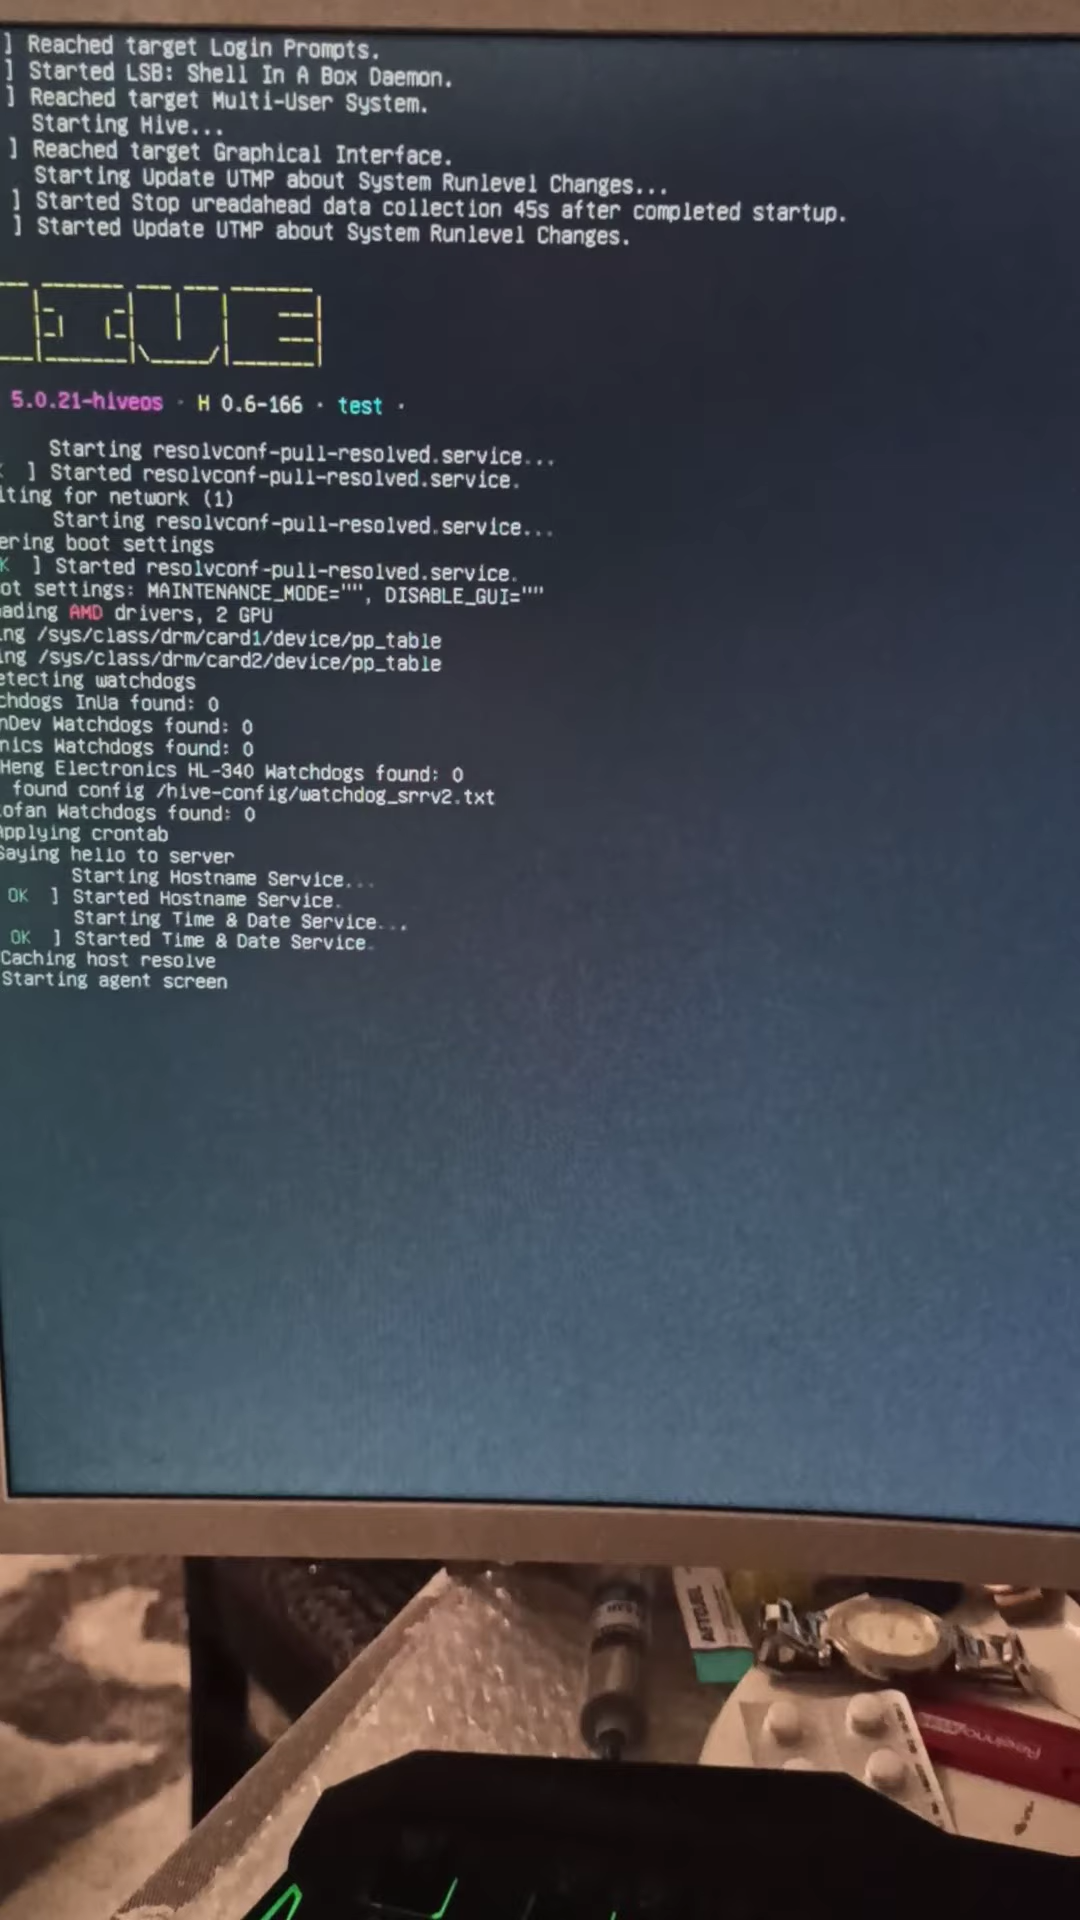 ] Reached target Login Prompts.
] Started LSB: Shell In A Box Daemon.
] Reached target Multi-User System.
Starting Hive...
] Reached target Graphical Interface.
Starting Update UTMP about System Runlevel Changes...
] Started Stop ureadahead data collection 45s after completed startup.
] Started Update UTMP about System Runlevel Changes.
IVE
5.0.21-hiveos · H 0.6-166 · test ·
Starting resolvconf-pull-resolved.service...
] Started resolvconf-pull-resolved.service.
iting for network (1)
Starting resolvconf-pull-resolved.service...
ering boot settings
K ] Started resolvconf-pull-resolved.service.
ot settings: MAINTENANCE_MODE="", DISABLE_GUI=""
ading AMD drivers, 2 GPU
ing /sys/class/drm/card1/device/pp_table
ing /sys/class/drm/card2/device/pp_table
etecting watchdogs
chdogs InUa found: 0
nDev Watchdogs found: 0
nics Watchdogs found: 0
Heng Electronics HL-340 Watchdogs found: 0
found config /hive-config/watchdog_srrv2.txt
ofan Watchdogs found: 0
Applying crontab
Saying hello to server
Starting Hostname Service...
OK ] Started Hostname Service.
Starting Time & Date Service...
OK ] Started Time & Date Service.
Caching host resolve
Starting agent screen